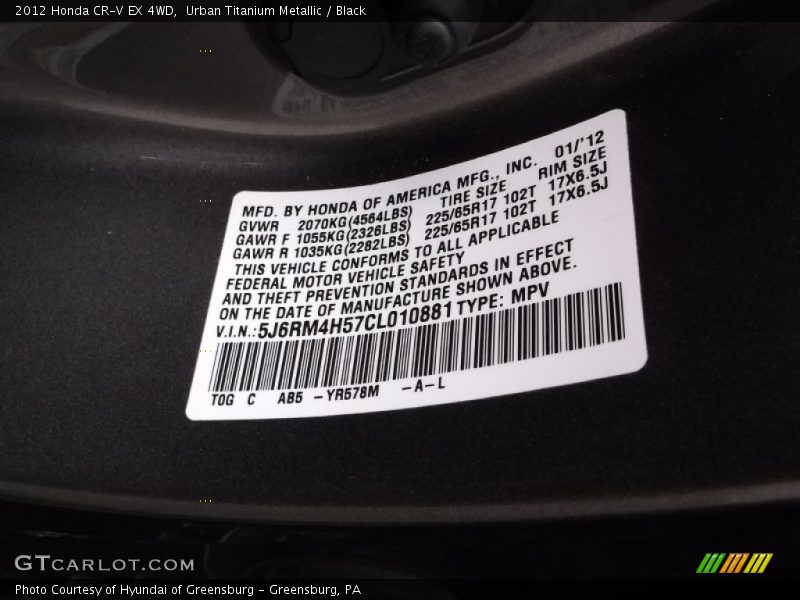 2012 Honda CR-V EX 4WD, Urban Titanium Metallic / Black
MFD. BY HONDA OF AMERICA MFG., INC. 01/'12
GVWR 2070KG(4564LBS) TIRE SIZE RIM SIZE
GAWR F 1055KG(2326LBS) 225/65R17 102T 17X6.5J
GAWR R 1035KG(2282LBS) 225/65R17 102T 17X6.5J
THIS VEHICLE CONFORMS TO ALL APPLICABLE
FEDERAL MOTOR VEHICLE SAFETY
AND THEFT PREVENTION STANDARDS IN EFFECT
ON THE DATE OF MANUFACTURE SHOWN ABOVE.
V.I.N.:5J6RM4H57CL010881 TYPE: MPV
TOG C AB5 -YR578M -A-L
GTCARLOT.COM
Photo Courtesy of Hyundai of Greensburg - Greensburg, PA